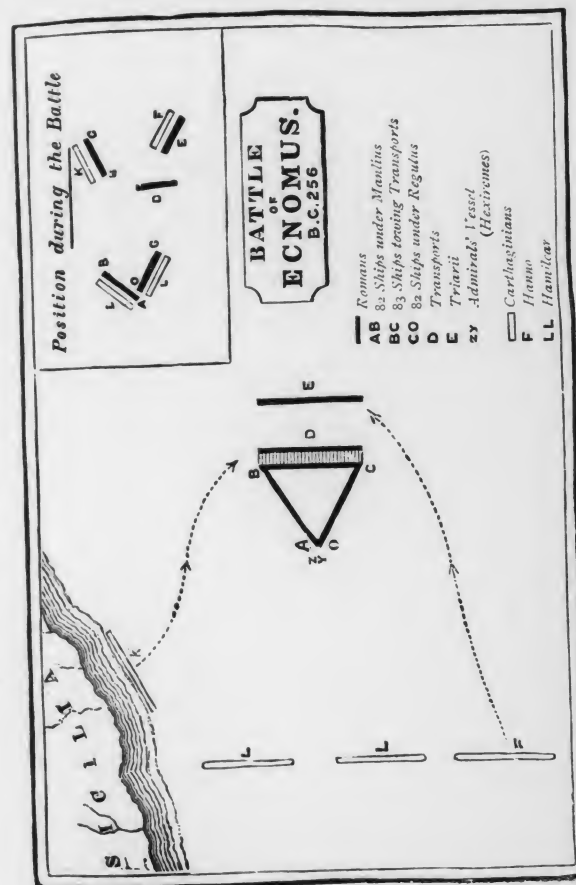 Position during the Battle
L
B
A
O
C
L
K
B
C
D
F
E
BATTLE
OF
ECNOMUS.
B.C.256
Romans
AB 82 Ships under Manlius
BC 83 Ships towing Transports
CO 82 Ships under Regulus
D Transports
E Triarii
ZY Admirals' Vessel
(Hexiremes)
Carthaginians
F Hanno
LL Hamilcar
SICILY
K
B
D
E
A
ZY
O
C
L
L
F